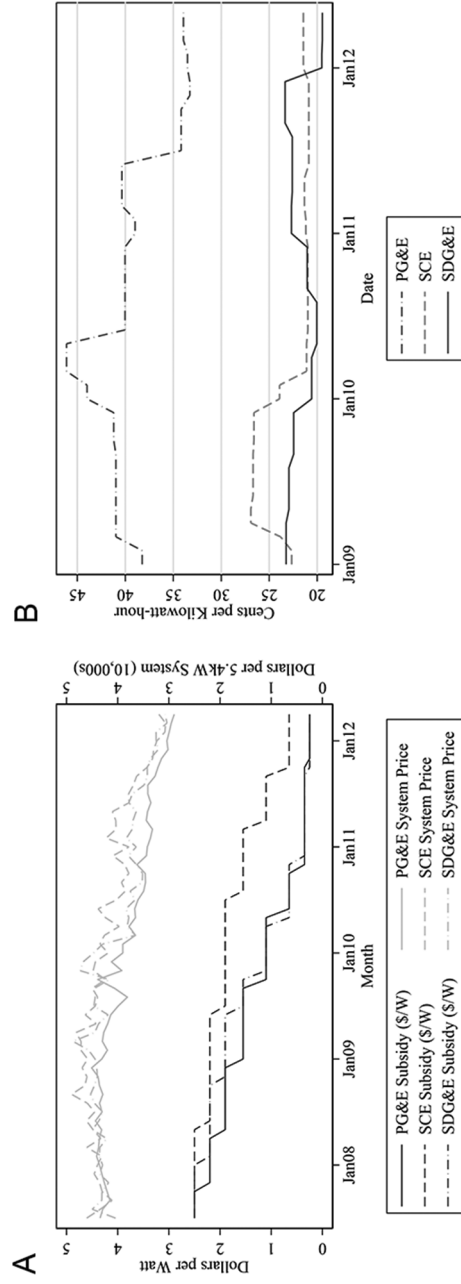 A
5
4
3
2
1
0
Dollars per Watt
5
4
3
2
1
0
Dollars per 5.4kW System (10,000s)
Jan08
Jan09
Jan10
Jan11
Jan12
Month
PG&E Subsidy ($/W)
PG&E System Price
SCE Subsidy ($/W)
SCE System Price
SDG&E Subsidy ($/W)
SDG&E System Price
B
45
40
35
30
25
20
Cents per Kilowatt-hour
Jan09
Jan10
Jan11
Jan12
Date
PG&E
SCE
SDG&E